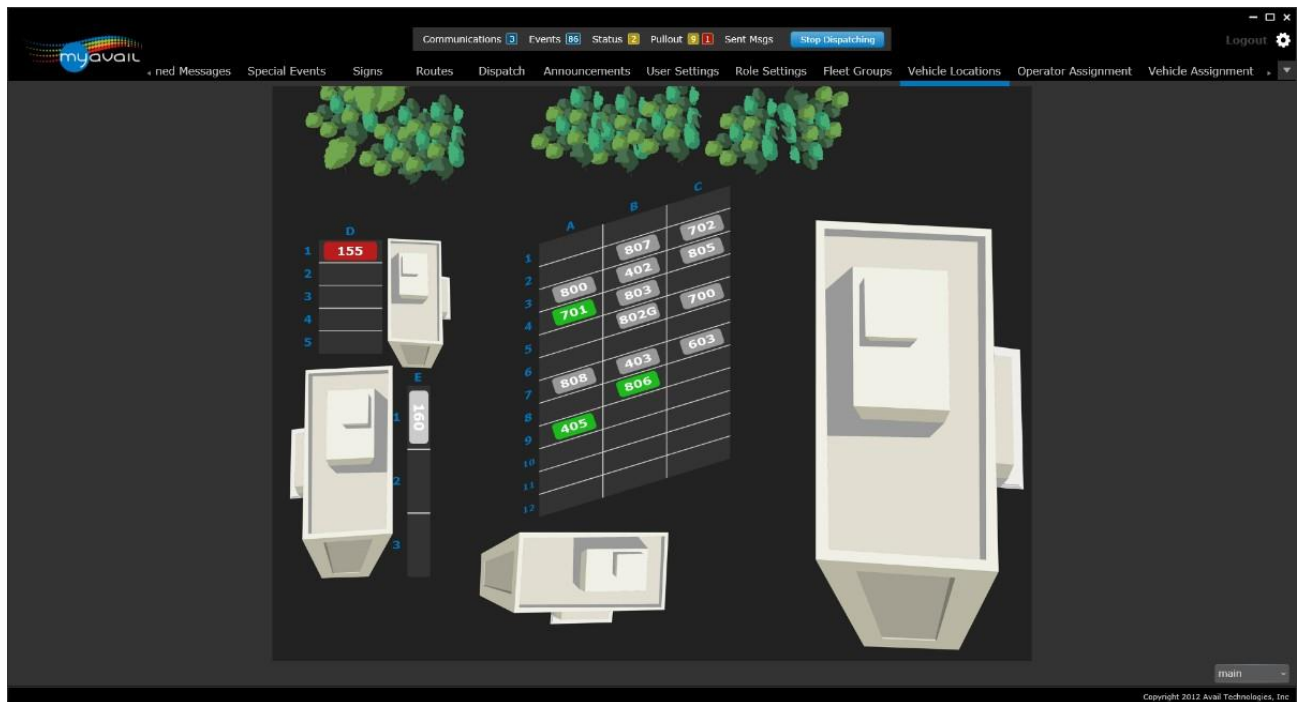 Communications 3 Events 86 Status 2 Pullout 9 1 Sent Msgs Stop Dispatching
Logout
myavail
ned Messages Special Events Signs Routes Dispatch Announcements User Settings Role Settings Fleet Groups Vehicle Locations Operator Assignment Vehicle Assignment
A B C
1 807 702
2 402 805
3 800 803
4 701 802G 700
5
6 403 603
7 808 806
8
9 405
10
11
12
D
1 155
2
3
4
5
E
1 160
2
3
main
Copyright 2012 Avail Technologies, Inc